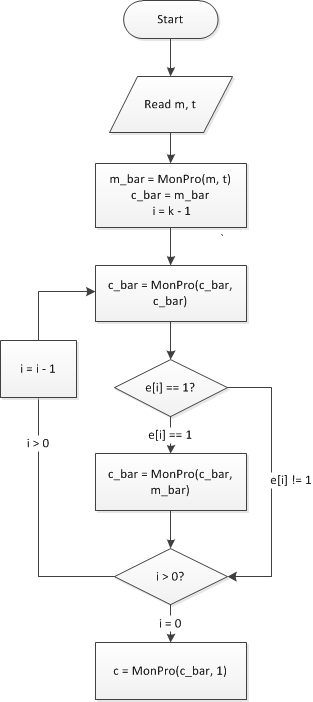 Start
Read m, t
m_bar = MonPro(m, t)
c_bar = m_bar
i = k - 1
`
c_bar = MonPro(c_bar,
c_bar)
i = i - 1
e[i] == 1?
e[i] == 1
i > 0
c_bar = MonPro(c_bar,
m_bar)
e[i] != 1
i > 0?
i = 0
c = MonPro(c_bar, 1)